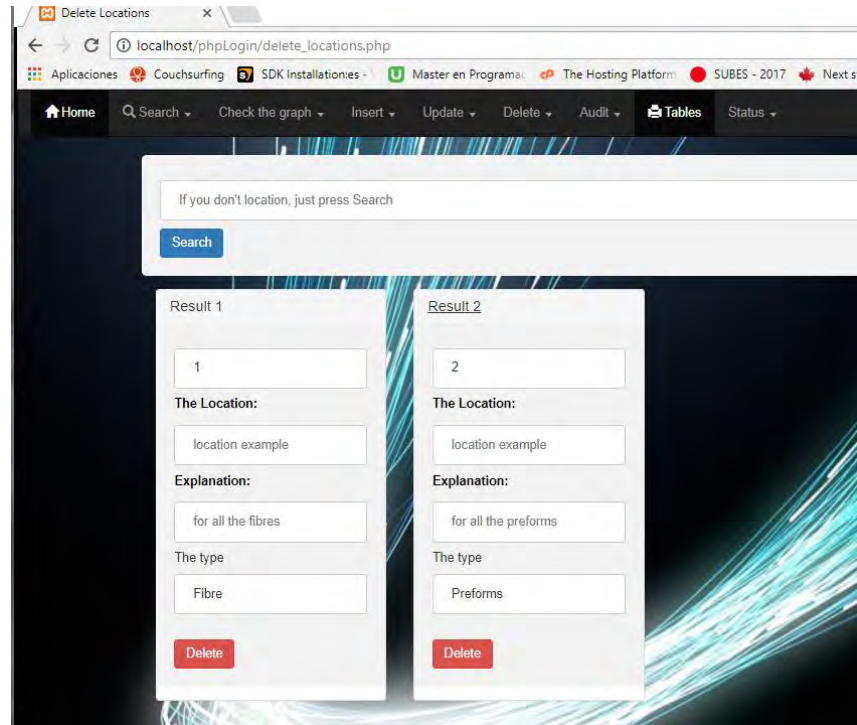 Delete Locations
localhost/phpLogin/delete_locations.php
Aplicaciones Couchsurfing SDK Installation:es - Master en Programac The Hosting Platform SUBES - 2017 Next s
Home Search Check the graph Insert Update Delete Audit Tables Status
If you don't location, just press Search
Search
Result 1 Result 2
1 2
The Location: The Location:
location example location example
Explanation: Explanation:
for all the fibres for all the preforms
The type The type
Fibre Preforms
Delete Delete